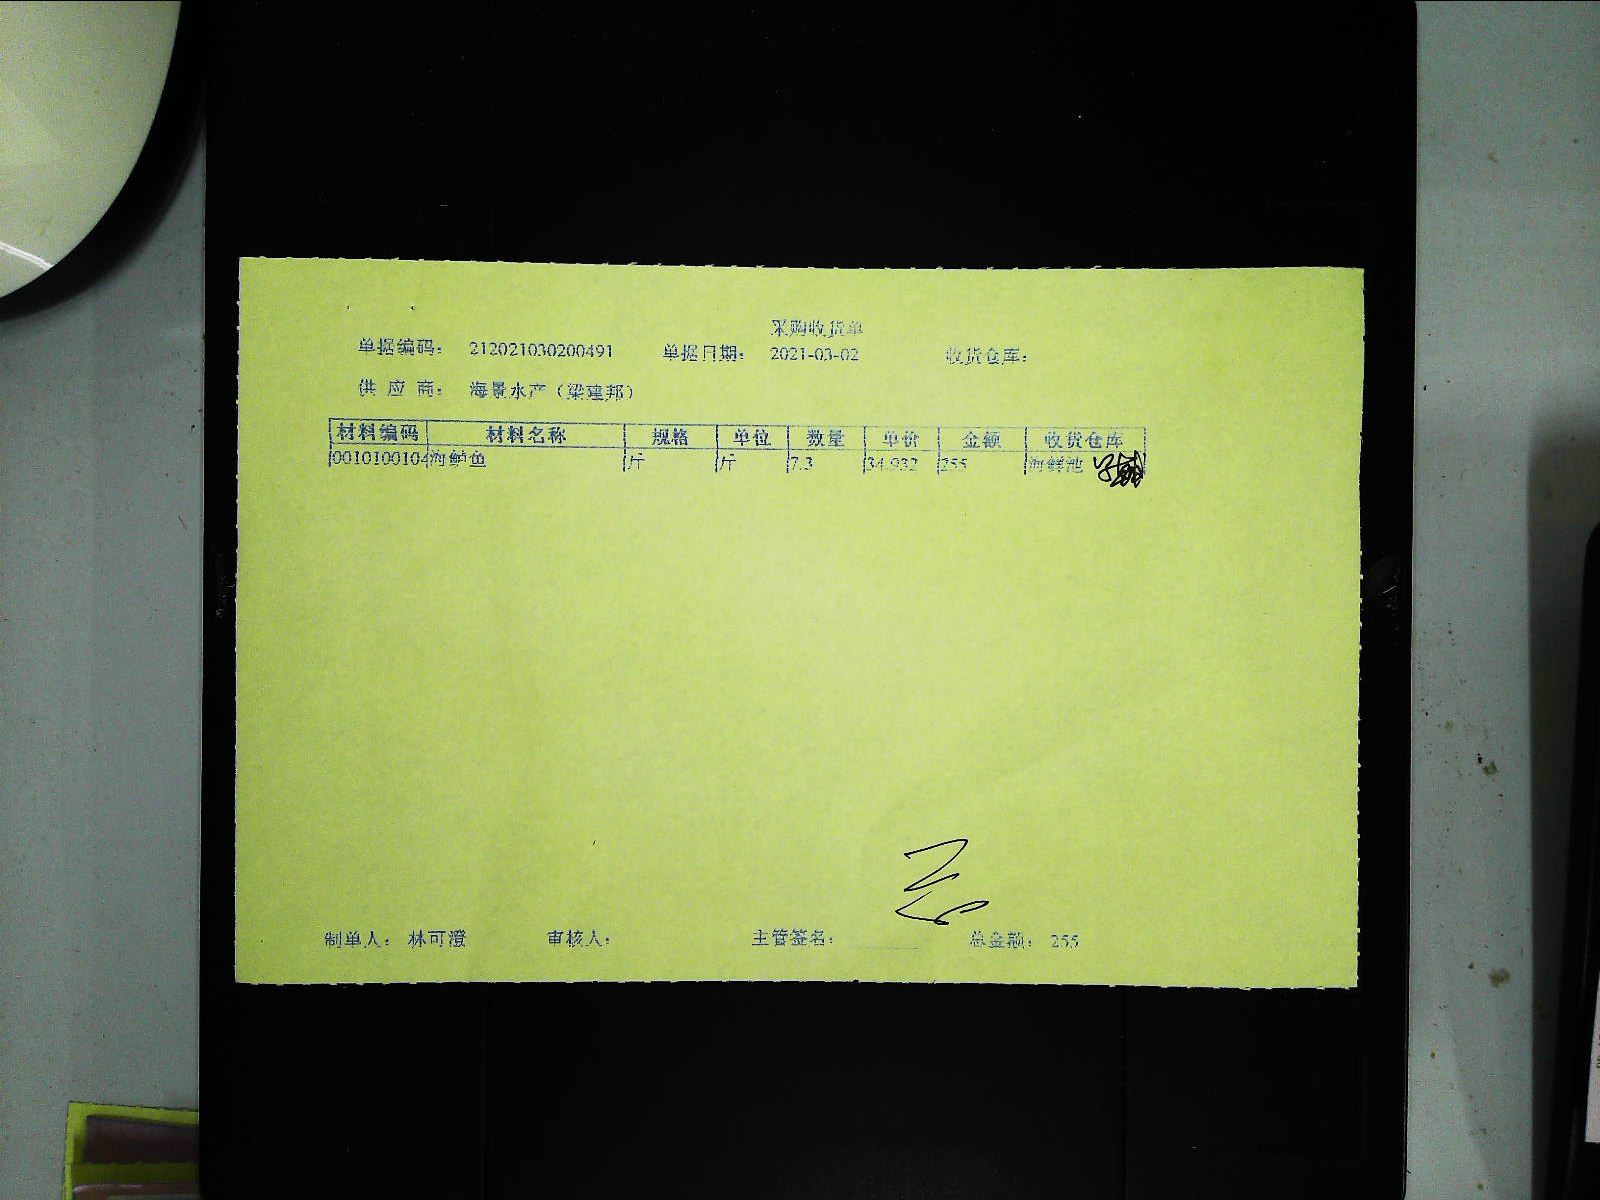 采购收货单
单据编码： 212021030200491 单据日期： 2021-03-02 收货仓库：
供 应 商： 海景水产（梁建邦）
材料编码 材料名称 规格 单位 数量 单价 金额 收货仓库
0010100104 海鲈鱼 斤 斤 7.3 34.932 255 海鲜池
制单人： 林可澄 审核人： 主管签名： 总金额： 255